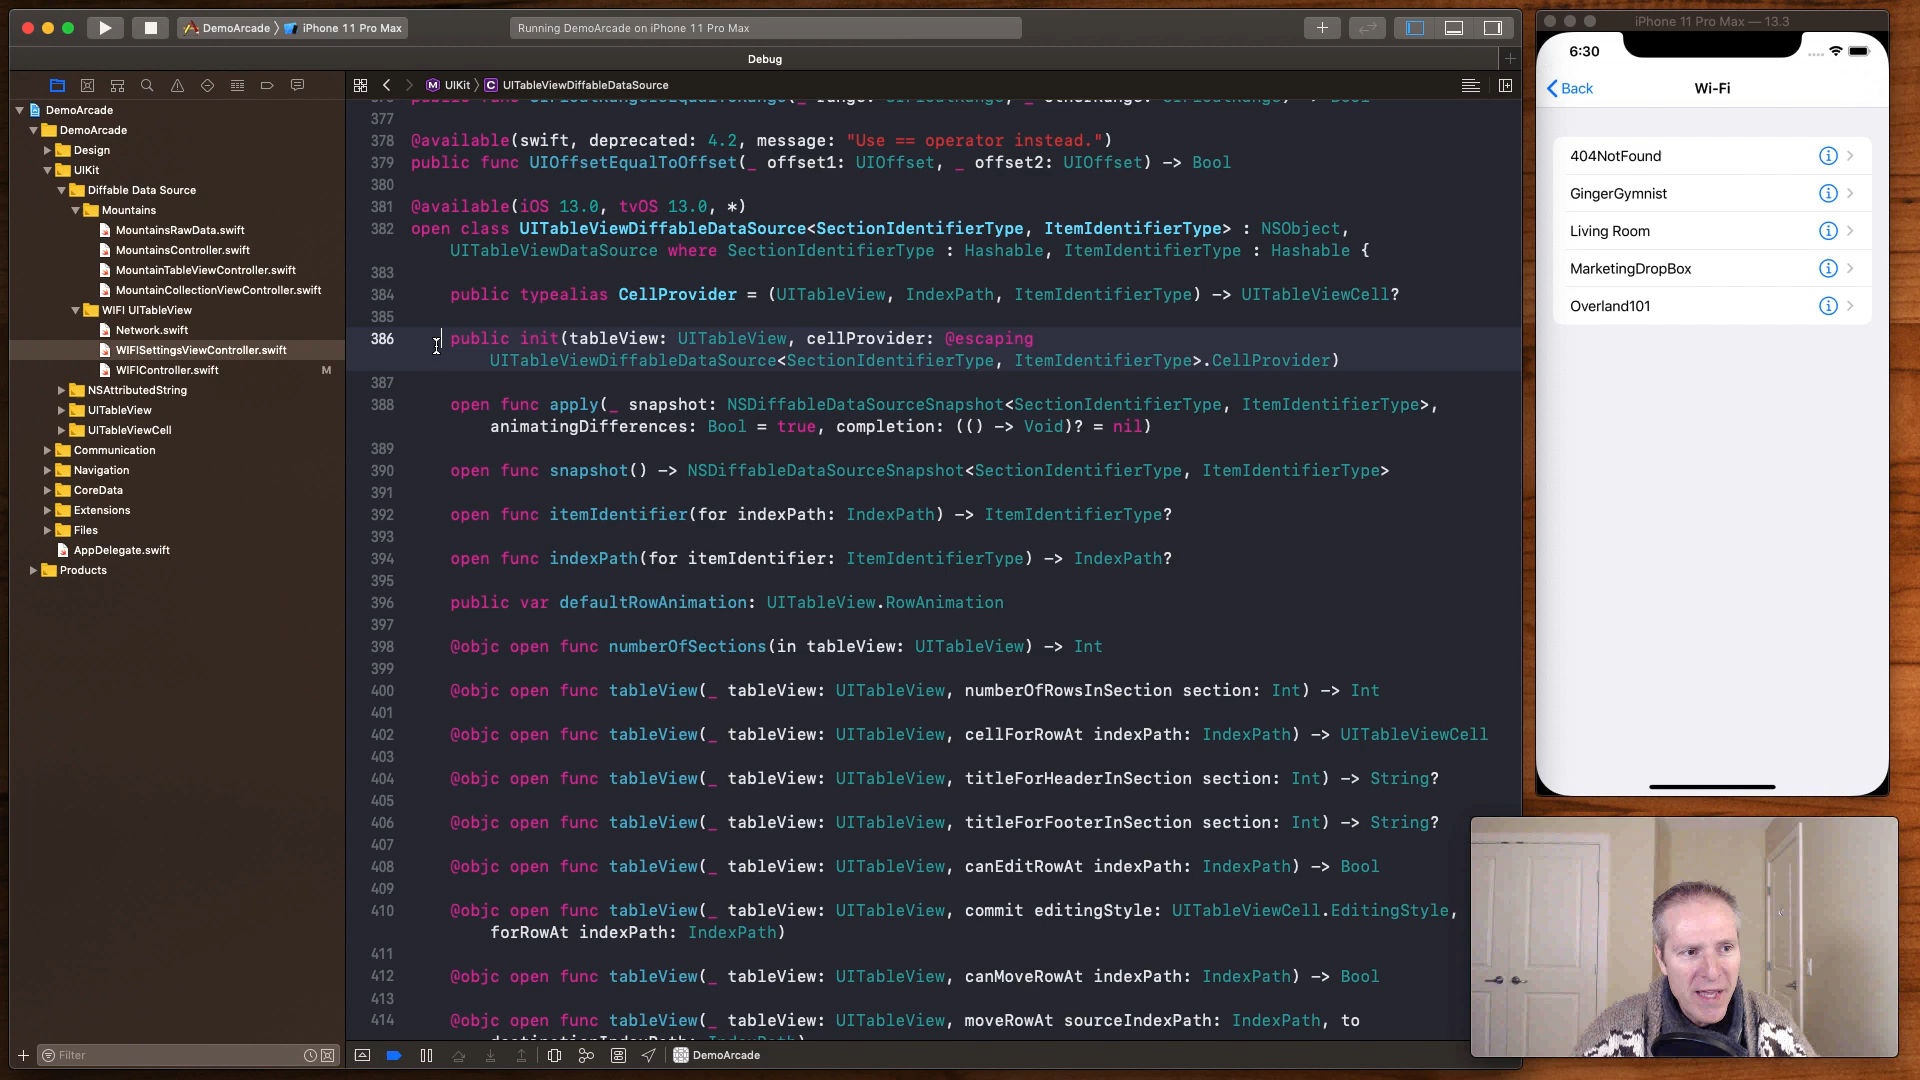 DemoArcade
iPhone 11 Pro Max
Running DemoArcade on iPhone 11 Pro Max
iPhone 11 Pro Max — 13.3
Debug
UIKit
UITableViewDiffableDataSource
DemoArcade
DemoArcade
Design
UIKit
Diffable Data Source
Mountains
MountainsRawData.swift
MountainsController.swift
MountainTableViewController.swift
MountainCollectionViewController.swift
WIFI UITableView
Network.swift
WIFISettingsViewController.swift
WIFIController.swift M
NSAttributedString
UITableView
UITableViewCell
Communication
Navigation
CoreData
Extensions
Files
AppDelegate.swift
Products
Filter
377
378 @available(swift, deprecated: 4.2, message: "Use == operator instead.")
379 public func UIOffsetEqualToOffset(_ offset1: UIOffset, _ offset2: UIOffset) -> Bool
380
381 @available(iOS 13.0, tvOS 13.0, *)
382 open class UITableViewDiffableDataSource<SectionIdentifierType, ItemIdentifierType> : NSObject,
UITableViewDataSource where SectionIdentifierType : Hashable, ItemIdentifierType : Hashable {
383
384 public typealias CellProvider = (UITableView, IndexPath, ItemIdentifierType) -> UITableViewCell?
385
386 public init(tableView: UITableView, cellProvider: @escaping
UITableViewDiffableDataSource<SectionIdentifierType, ItemIdentifierType>.CellProvider)
387
388 open func apply(_ snapshot: NSDiffableDataSourceSnapshot<SectionIdentifierType, ItemIdentifierType>,
animatingDifferences: Bool = true, completion: (() -> Void)? = nil)
389
390 open func snapshot() -> NSDiffableDataSourceSnapshot<SectionIdentifierType, ItemIdentifierType>
391
392 open func itemIdentifier(for indexPath: IndexPath) -> ItemIdentifierType?
393
394 open func indexPath(for itemIdentifier: ItemIdentifierType) -> IndexPath?
395
396 public var defaultRowAnimation: UITableView.RowAnimation
397
398 @objc open func numberOfSections(in tableView: UITableView) -> Int
399
400 @objc open func tableView(_ tableView: UITableView, numberOfRowsInSection section: Int) -> Int
401
402 @objc open func tableView(_ tableView: UITableView, cellForRowAt indexPath: IndexPath) -> UITableViewCell
403
404 @objc open func tableView(_ tableView: UITableView, titleForHeaderInSection section: Int) -> String?
405
406 @objc open func tableView(_ tableView: UITableView, titleForFooterInSection section: Int) -> String?
407
408 @objc open func tableView(_ tableView: UITableView, canEditRowAt indexPath: IndexPath) -> Bool
409
410 @objc open func tableView(_ tableView: UITableView, commit editingStyle: UITableViewCell.EditingStyle,
forRowAt indexPath: IndexPath)
411
412 @objc open func tableView(_ tableView: UITableView, canMoveRowAt indexPath: IndexPath) -> Bool
413
414 @objc open func tableView(_ tableView: UITableView, moveRowAt sourceIndexPath: IndexPath, to
DemoArcade
6:30
Back
Wi-Fi
404NotFound
GingerGymnist
Living Room
MarketingDropBox
Overland101